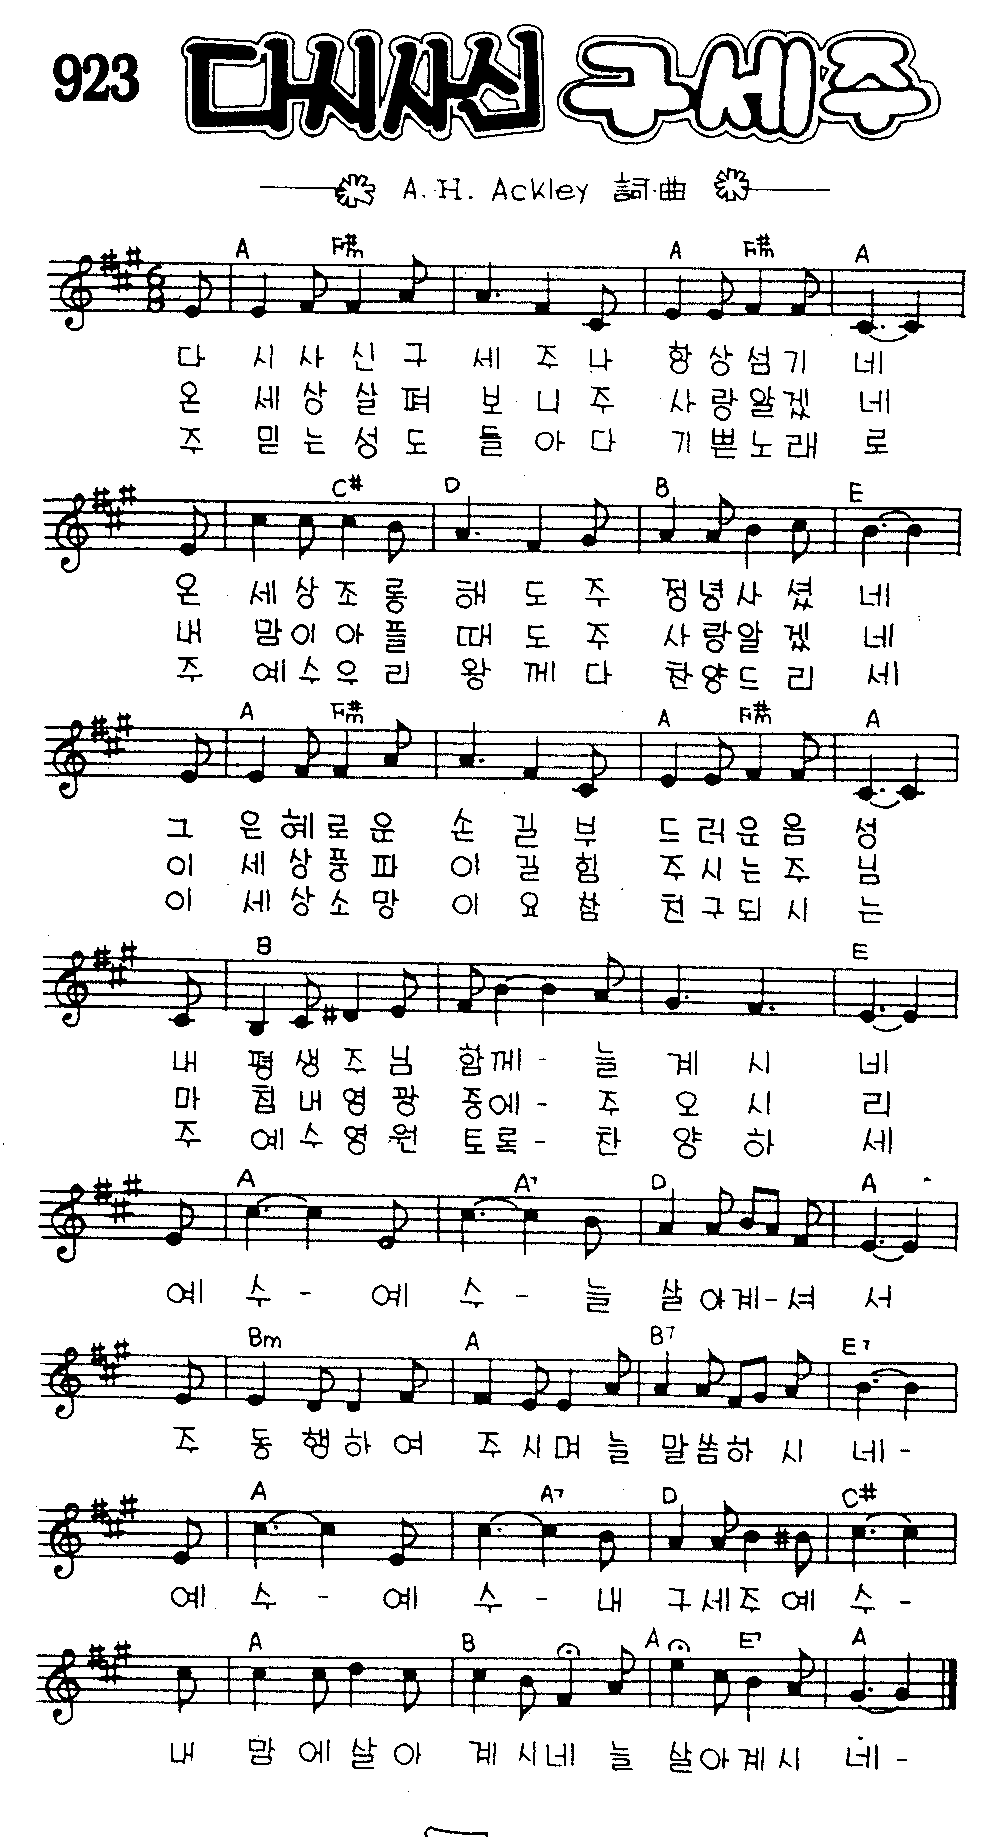 923 다시사신 구세주
A. H. Ackley 詞·曲
A F#m A F#m A
다 시 사 신 구 세 주 나 항 상 섬 기 네
온 세 상 살 펴 보 니 주 사 랑 알 겠 네
주 믿 는 성 도 들 아 다 기 쁜 노 래 로
C# D B E
온 세 상 조 롱 해 도 주 정 녕 사 셨 네
내 맘 이 아 플 때 도 주 사 랑 알 겠 네
주 예 수 우 리 왕 께 다 찬 양 드 리 세
A F#m A F#m A
그 은 혜 로 운 손 길 부 드 러 운 음 성
이 세 상 풍 파 이 길 힘 주 시 는 주 님
이 세 상 소 망 이 요 참 친 구 되 시 는
B E
내 평 생 주 님 함 께 - 늘 계 시 네
마 침 내 영 광 중 에 - 주 오 시 리
주 예 수 영 원 토 록 - 찬 양 하 세
A A7 D A
예 수 - 예 수 - 늘 살 아 계 - 셔 서
Bm A B7 E7
주 동 행 하 여 주 시 며 늘 말 씀 하 시 네 -
A A7 D C#
예 수 - 예 수 - 내 구 세 주 예 수 -
A B A E7 A
내 맘 에 살 아 계 시 네 늘 살 아 계 시 네 -